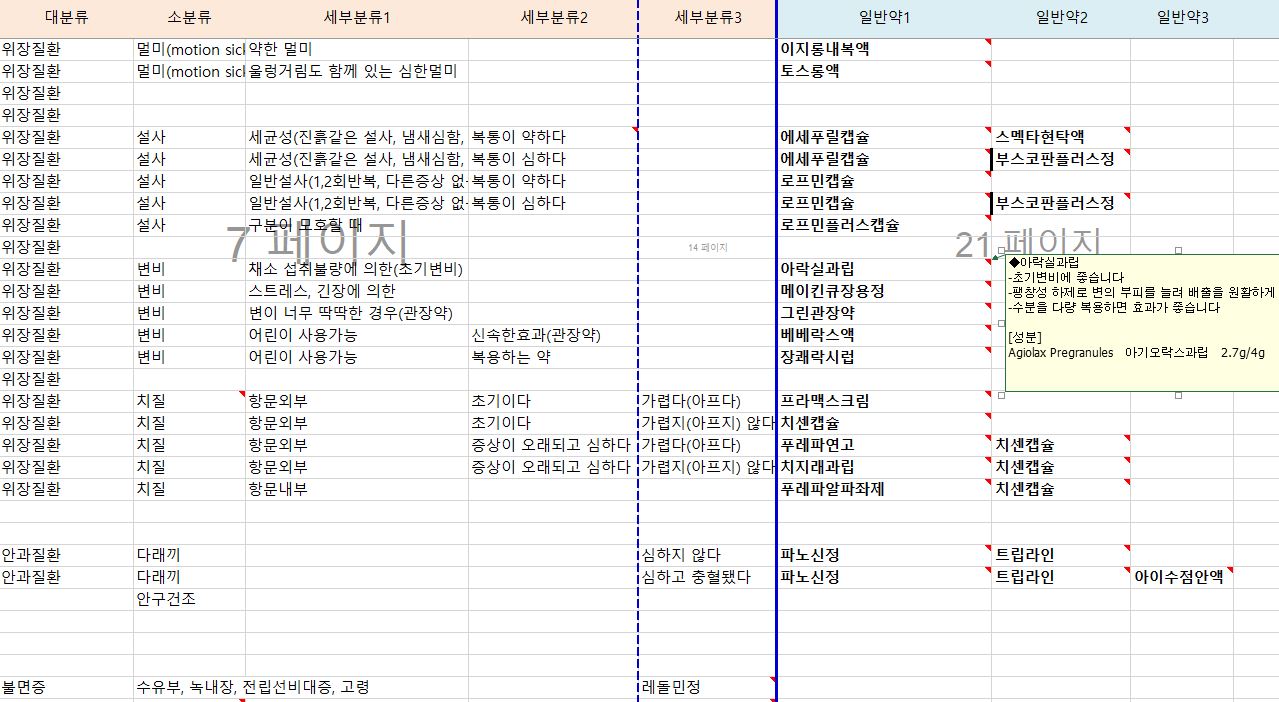 대분류 소분류 세부분류1 세부분류2 세부분류3 일반약1 일반약2 일반약3
위장질환 멀미(motion sick 약한 멀미 이지롱내복액
위장질환 멀미(motion sick 울렁거림도 함께 있는 심한멀미 토스롱액
위장질환
위장질환
위장질환 설사 세균성(진흙같은 설사, 냄새심함, 복통이 약하다 에세푸릴캡슐 스멕타현탁액
위장질환 설사 세균성(진흙같은 설사, 냄새심함, 복통이 심하다 에세푸릴캡슐 부스코판플러스정
위장질환 설사 일반설사(1,2회반복, 다른증상 없 복통이 약하다 로프민캡슐
위장질환 설사 일반설사(1,2회반복, 다른증상 없 복통이 심하다 로프민캡슐 부스코판플러스정
위장질환 설사 구분이 모호할 때 로프민플러스캡슐
7 페이지 14 페이지 21 페이지
위장질환
위장질환 변비 채소 섭취불량에 의한(초기변비) 아락실과립
위장질환 변비 스트레스, 긴장에 의한 메이킨큐장용정
위장질환 변비 변이 너무 딱딱한 경우(관장약) 그린관장약
위장질환 변비 어린이 사용가능 신속한효과(관장약) 베베락스액
위장질환 변비 어린이 사용가능 복용하는 약 장쾌락시럽
◆아락실과립
-초기변비에 좋습니다
-팽창성 하제로 변의 부피를 늘려 배출을 원활하게
-수분을 다량 복용하면 효과가 좋습니다
[성분]
Agiolax Pregranules 아기오락스과립 2.7g/4g
위장질환
위장질환 치질 항문외부 초기이다 가렵다(아프다) 프라맥스크림
위장질환 치질 항문외부 초기이다 가렵지(아프지) 않다 치센캡슐
위장질환 치질 항문외부 증상이 오래되고 심하다 가렵다(아프다) 푸레파연고 치센캡슐
위장질환 치질 항문외부 증상이 오래되고 심하다 가렵지(아프지) 않다 치지래과립 치센캡슐
위장질환 치질 항문내부 푸레파알파좌제 치센캡슐
안과질환 다래끼 심하지 않다 파노신정 트립라인
안과질환 다래끼 심하고 충혈됐다 파노신정 트립라인 아이수점안액
안구건조
불면증 수유부, 녹내장, 전립선비대증, 고령 레돌민정